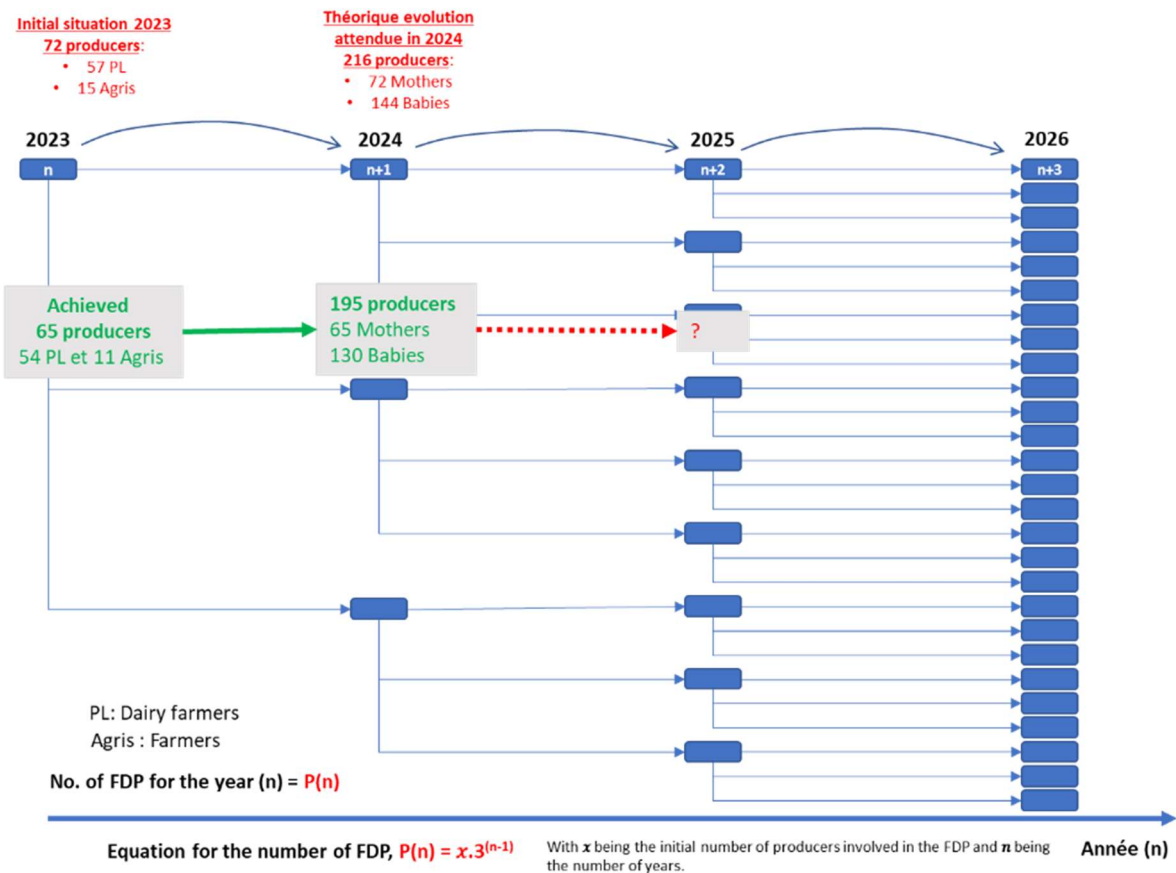 Initial situation 2023
72 producers:
• 57 PL
• 15 Agris
Théorique evolution
attendue in 2024
216 producers:
• 72 Mothers
• 144 Babies
2023
2024
2025
2026
n
n+1
n+2
n+3
Achieved
65 producers
54 PL et 11 Agris
195 producers
65 Mothers
130 Babies
?
PL: Dairy farmers
Agris : Farmers
No. of FDP for the year (n) = P(n)
Equation for the number of FDP, P(n) = x.3^(n-1)
With x being the initial number of producers involved in the FDP and n being
the number of years.
Année (n)